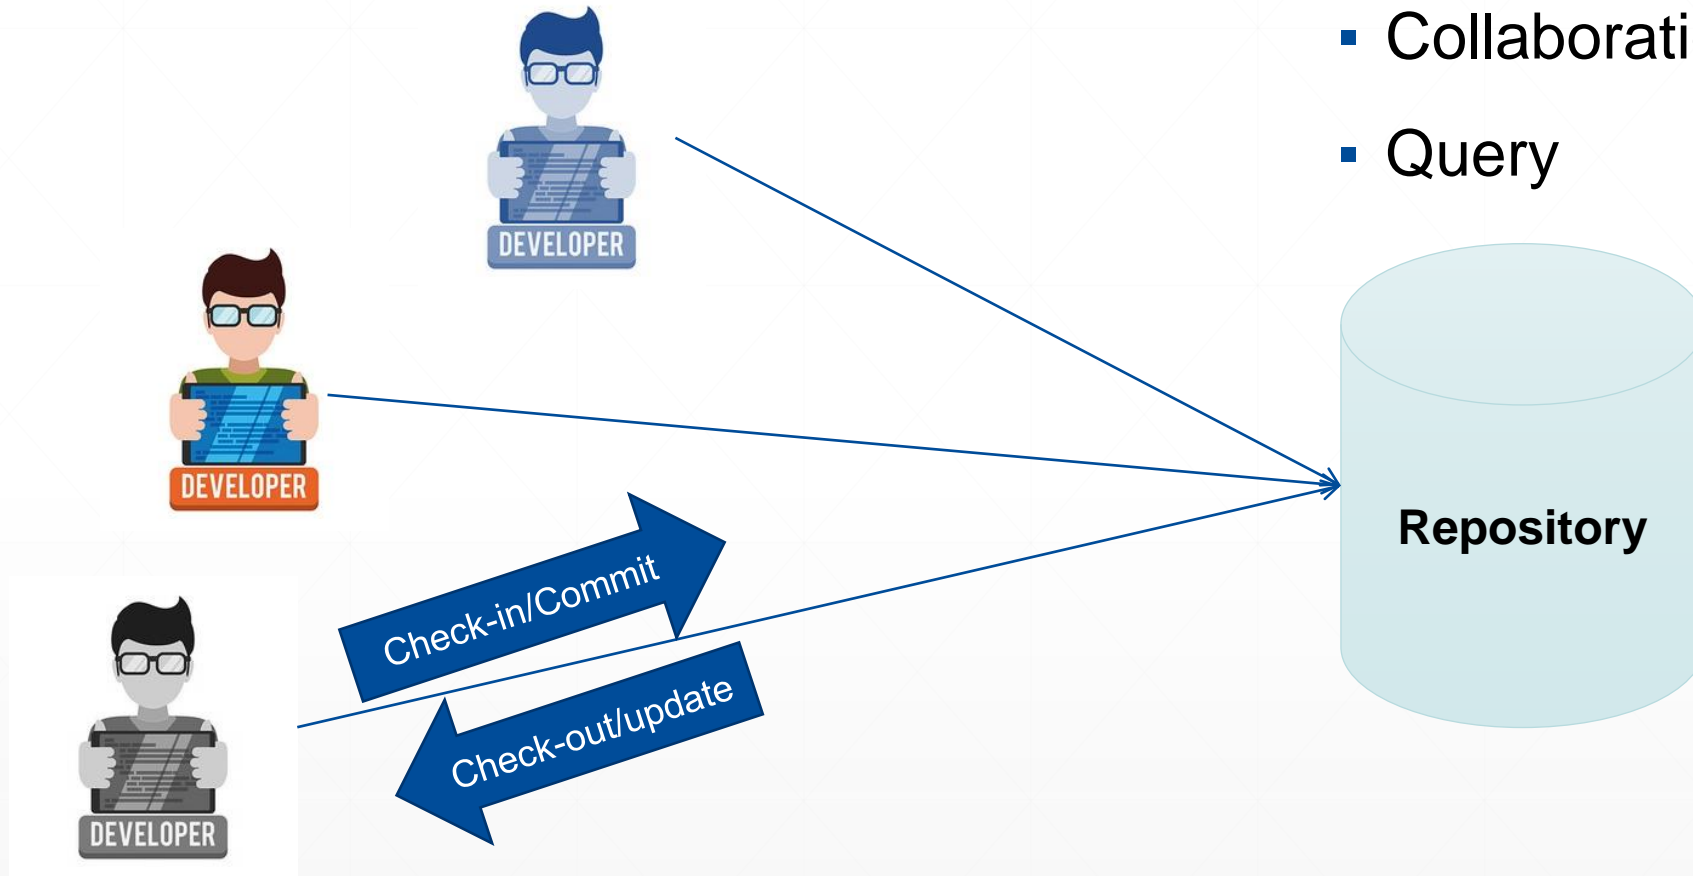 ▪ Collaborati
▪ Query
DEVELOPER
DEVELOPER
Check-in/Commit
Repository
Check-out/update
DEVELOPER